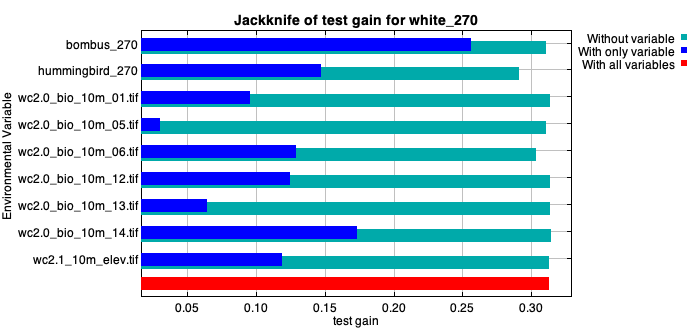 Jackknife of test gain for white_270
Without variable
With only variable
With all variables
Environmental Variable
bombus_270
hummingbird_270
wc2.0_bio_10m_01.tif
wc2.0_bio_10m_05.tif
wc2.0_bio_10m_06.tif
wc2.0_bio_10m_12.tif
wc2.0_bio_10m_13.tif
wc2.0_bio_10m_14.tif
wc2.1_10m_elev.tif
0.05 0.10 0.15 0.20 0.25 0.30
test gain